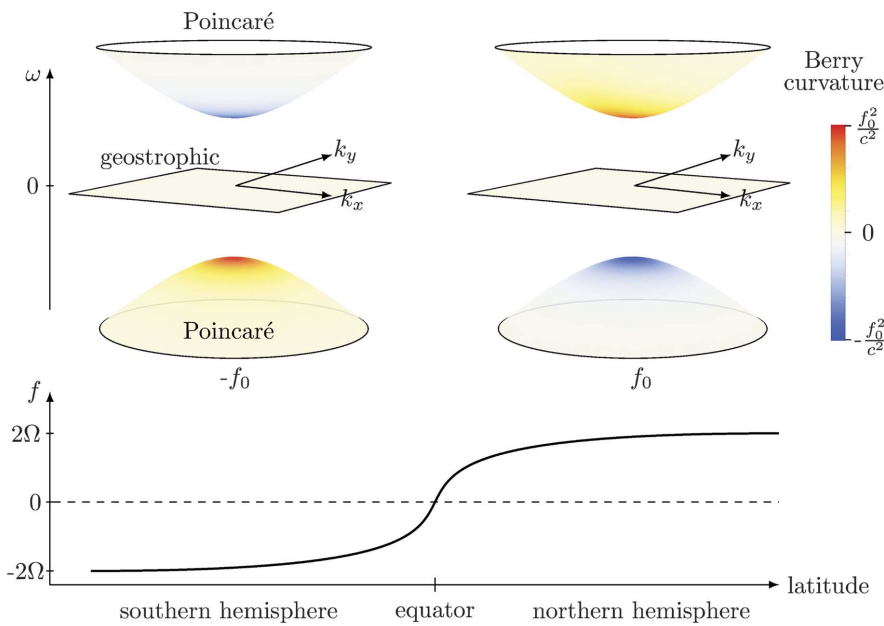 Poincaré
ω
geostrophic
0
k_y
k_x
k_y
k_x
Poincaré
-f_0
f_0
Berry
curvature
f_0^2/c^2
0
-f_0^2/c^2
f
2Ω
0
-2Ω
latitude
southern hemisphere
equator
northern hemisphere